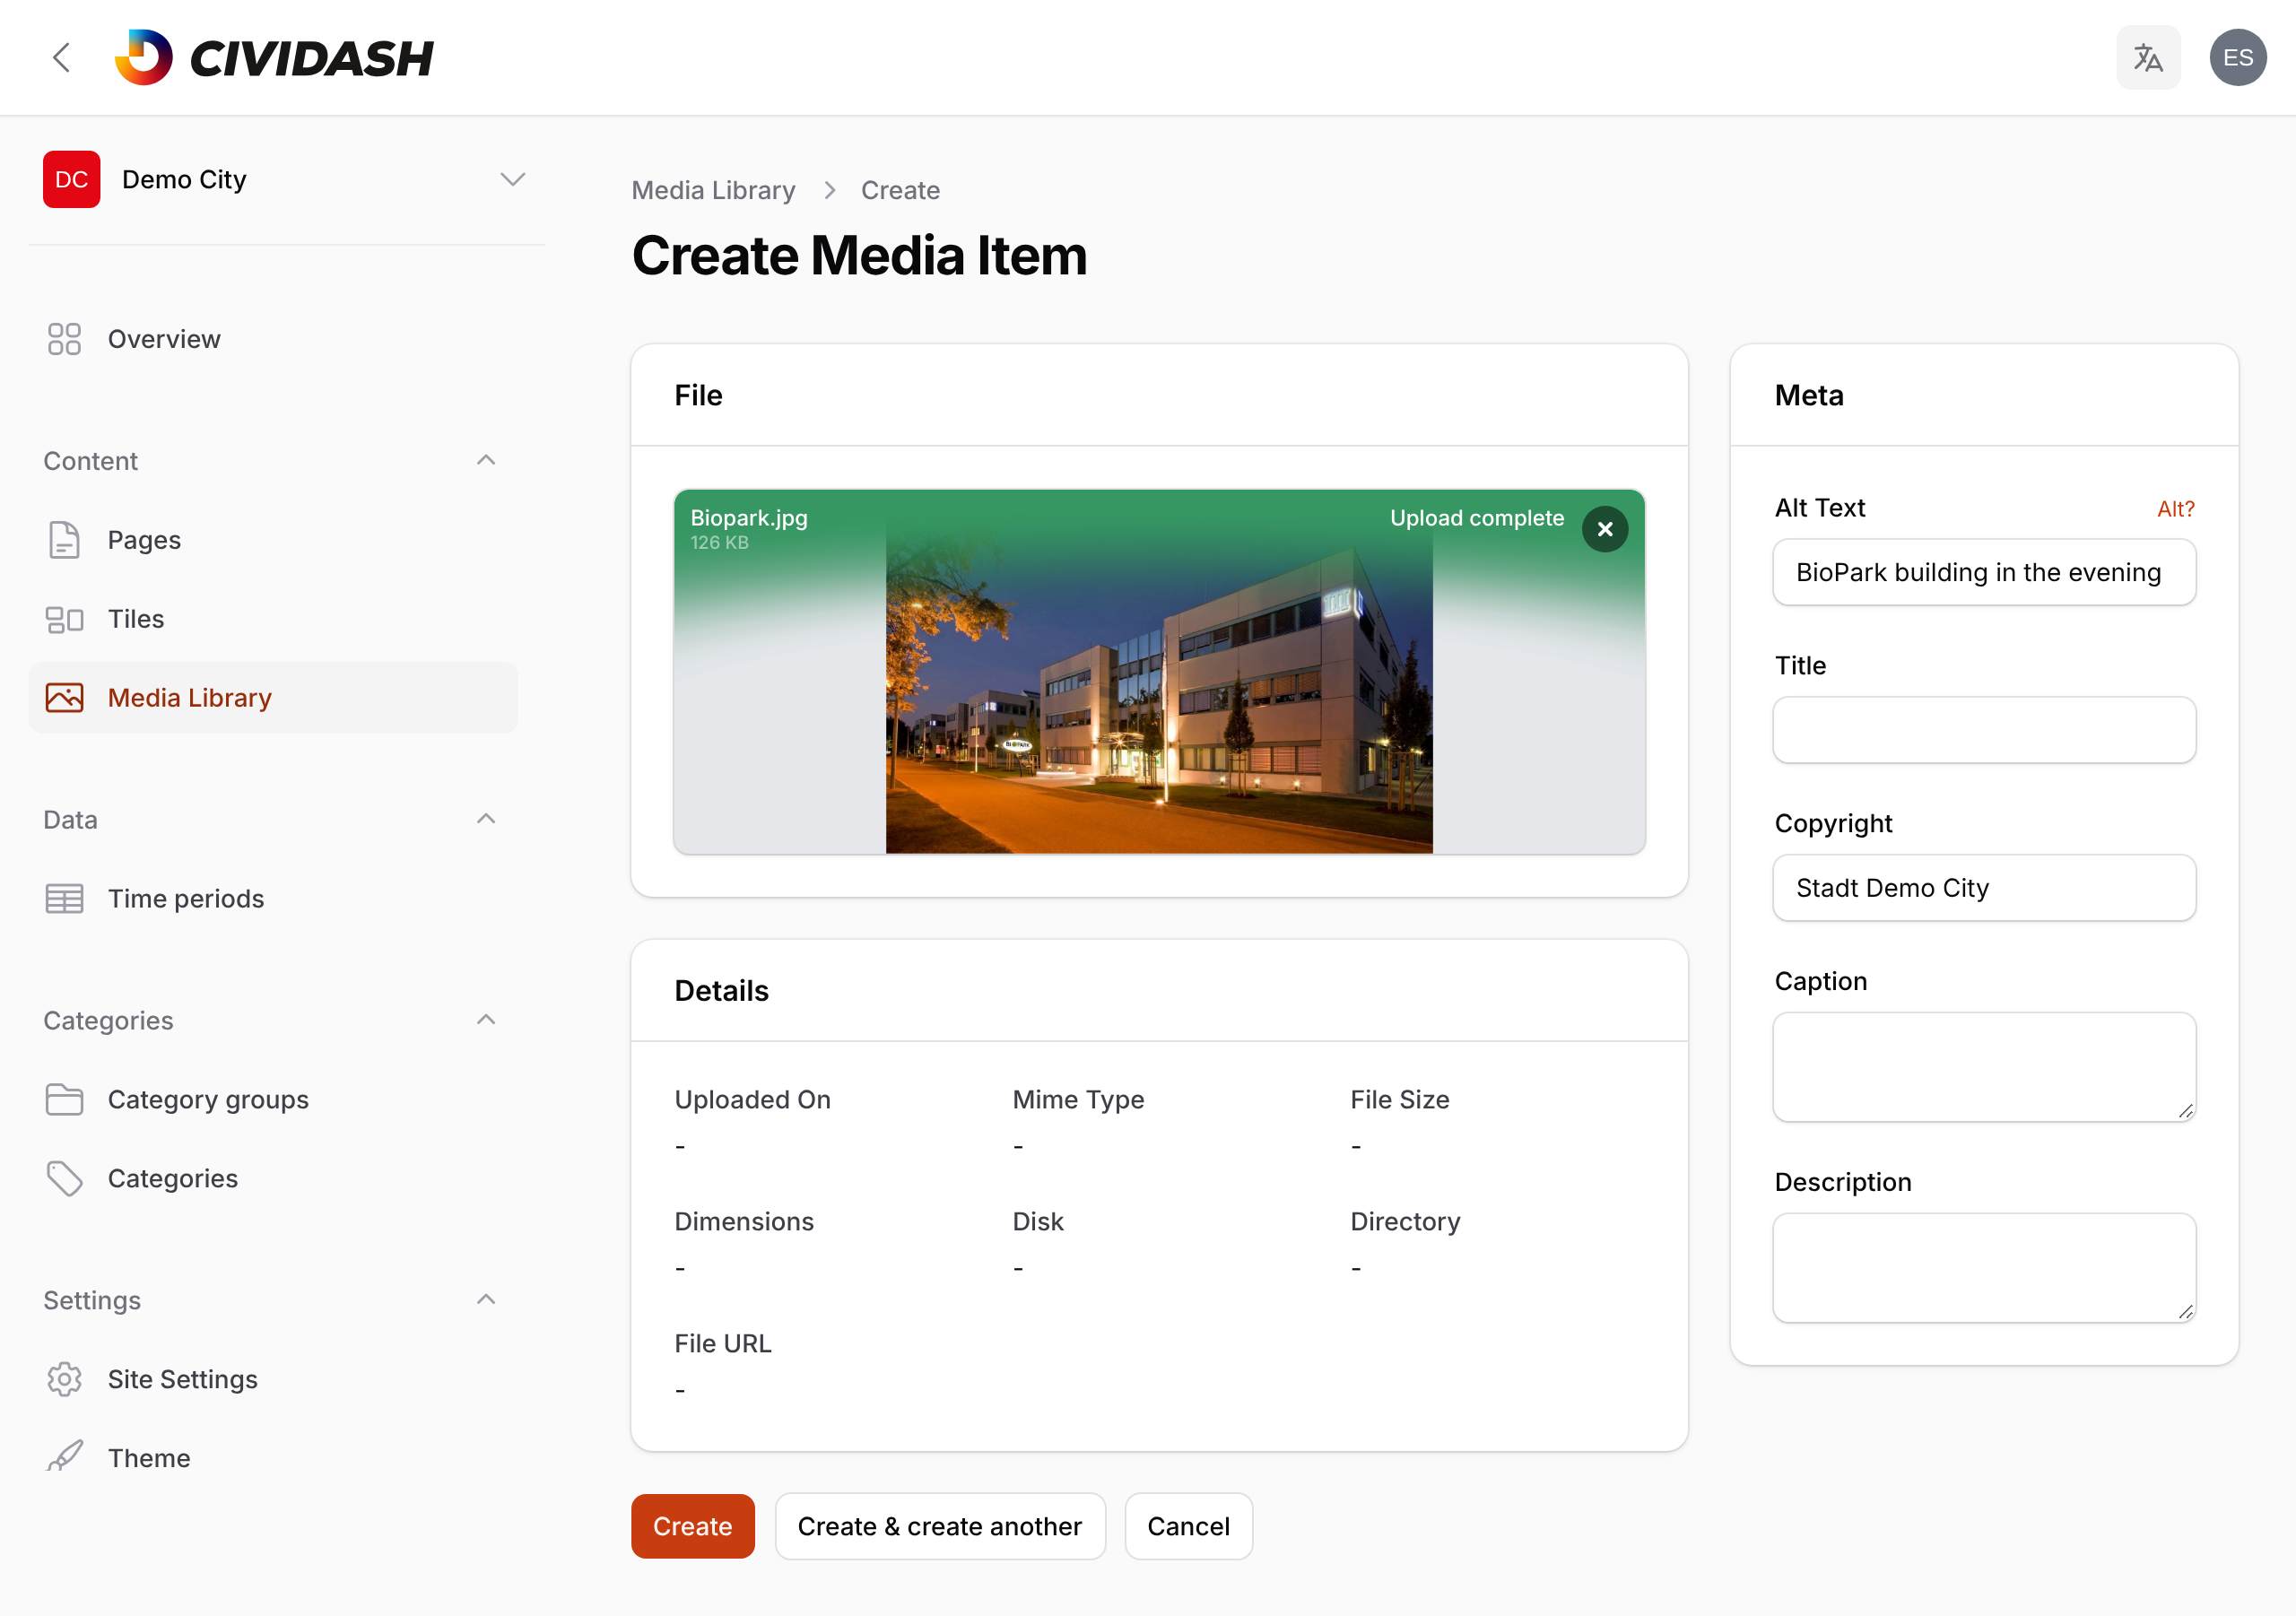 CIVIDASH
ES
DC
Demo City
Overview
Content
Pages
Tiles
Media Library
Data
Time periods
Categories
Category groups
Categories
Settings
Site Settings
Theme
Media Library
Create
Create Media Item
File
Biopark.jpg
126 KB
Upload complete
BIOPARK
Details
Uploaded On
Mime Type
File Size
-
-
-
Dimensions
Disk
Directory
-
-
-
File URL
-
Create
Create & create another
Cancel
Meta
Alt Text
Alt?
BioPark building in the evening
Title
Copyright
Stadt Demo City
Caption
Description